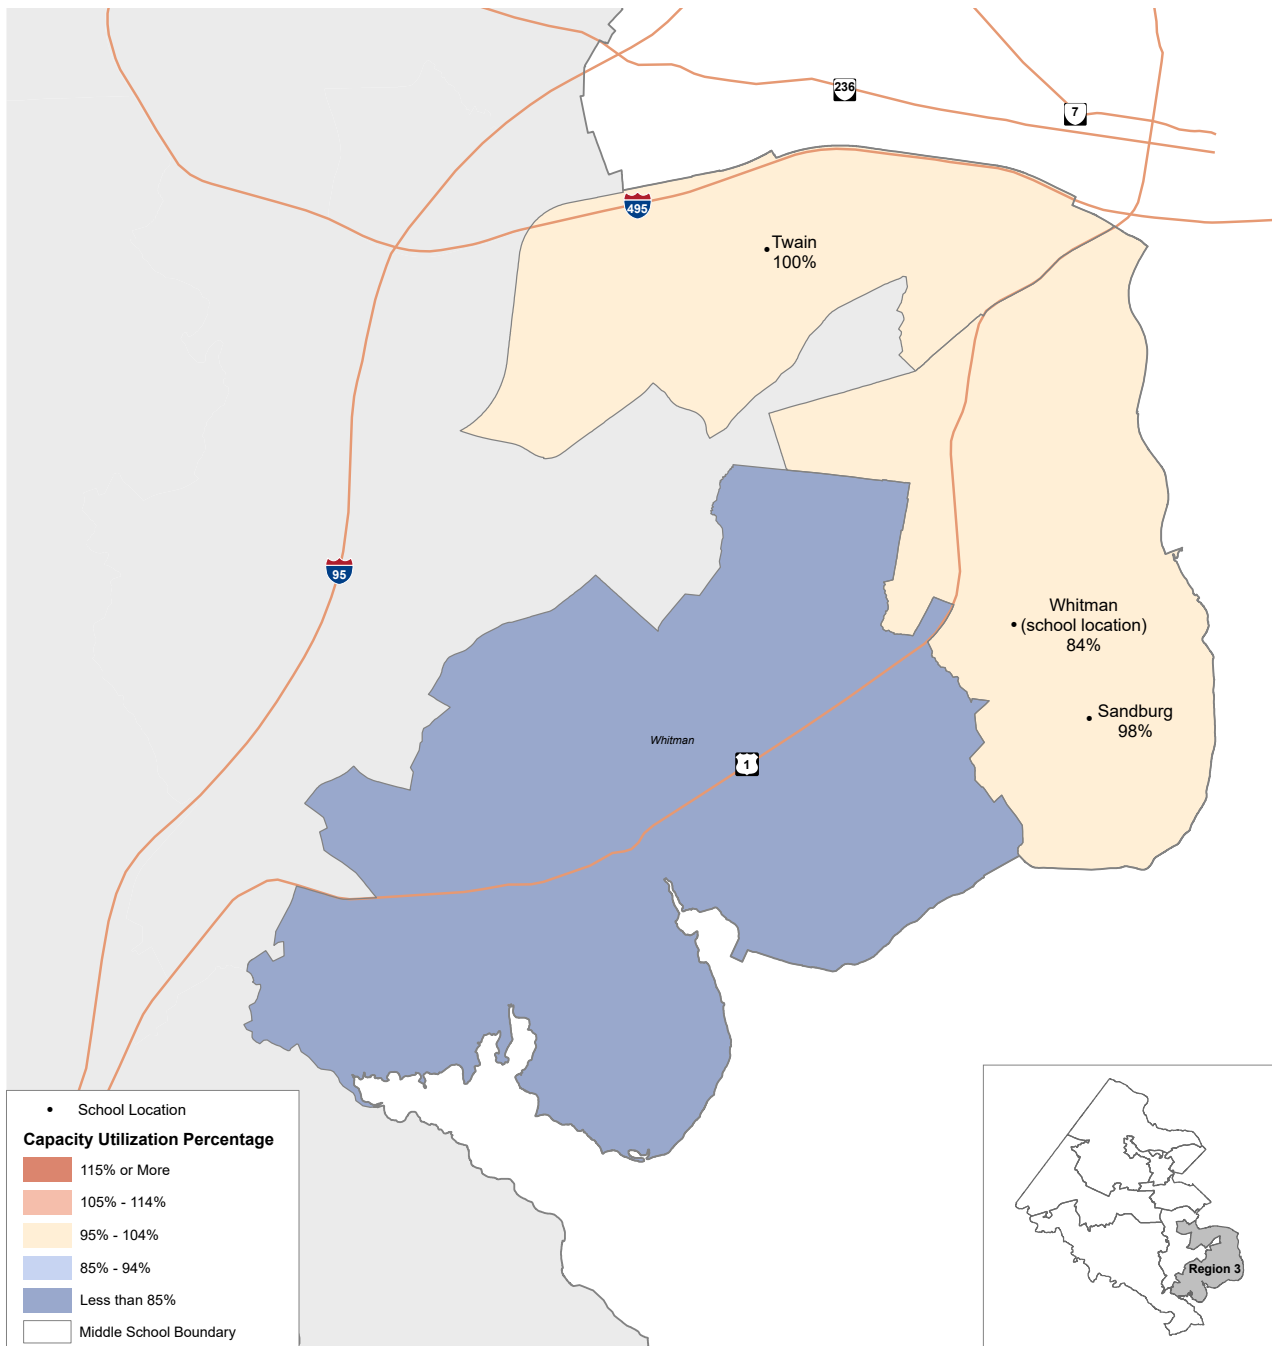 236
7
495
Twain
100%
95
Whitman
(school location)
84%
Sandburg
98%
Whitman
1
School Location
Capacity Utilization Percentage
115% or More
105% - 114%
95% - 104%
85% - 94%
Less than 85%
Middle School Boundary
Region 3